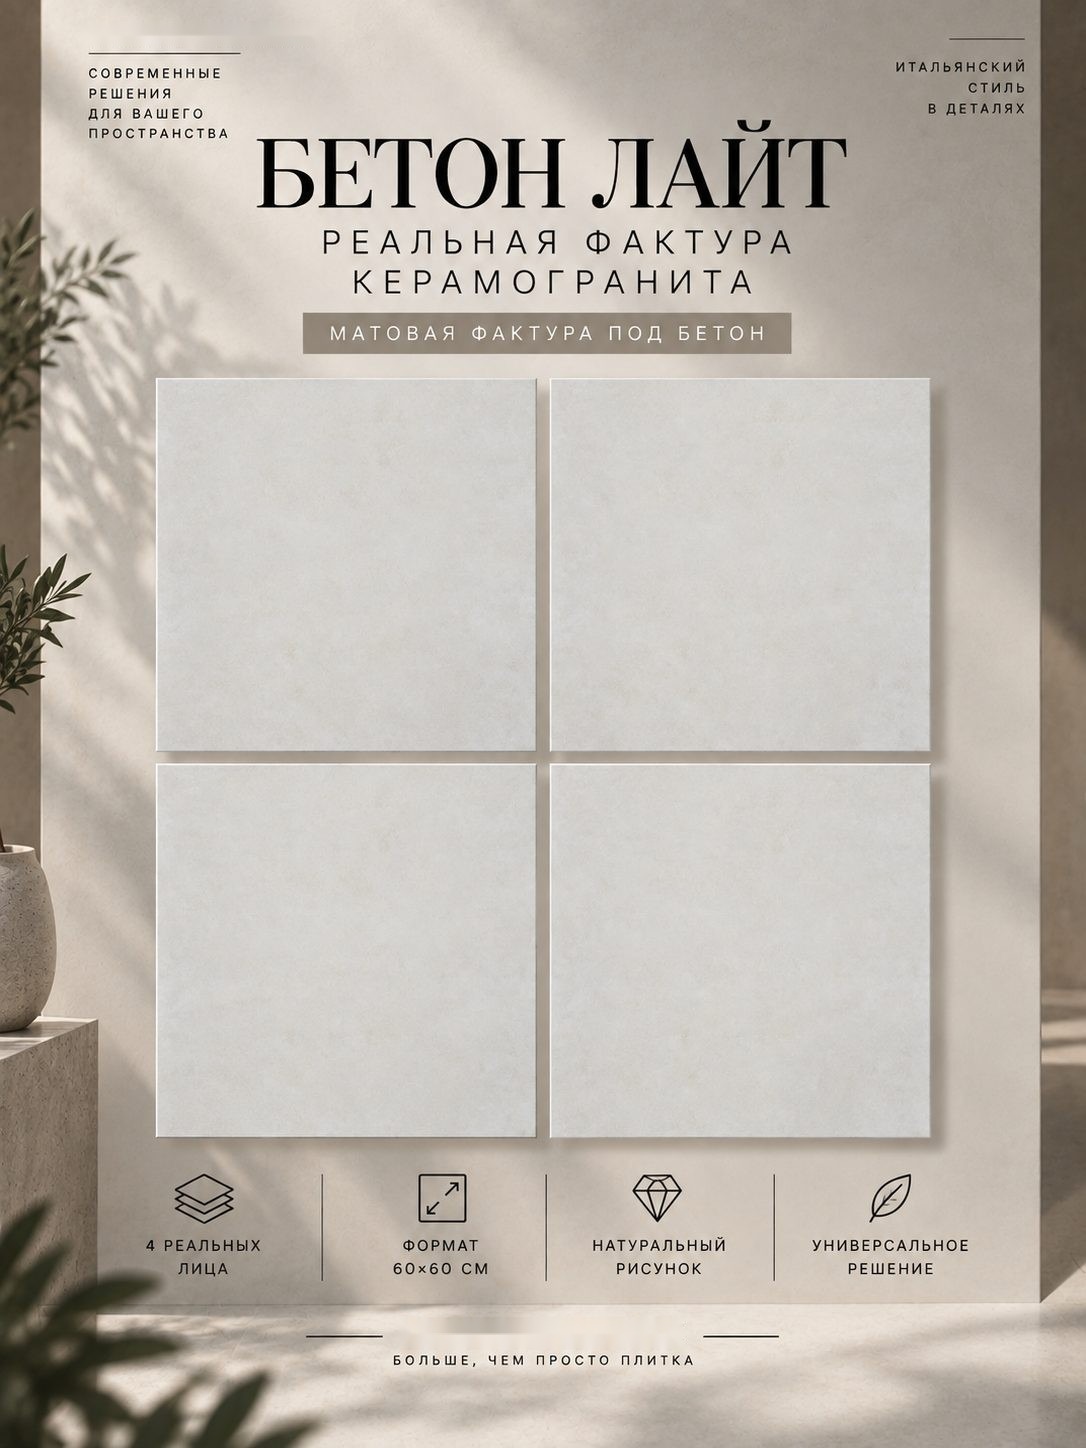 СОВРЕМЕННЫЕ
РЕШЕНИЯ
ДЛЯ ВАШЕГО
ПРОСТРАНСТВА
ИТАЛЬЯНСКИЙ
СТИЛЬ
В ДЕТАЛЯХ
БЕТОН ЛАЙТ
РЕАЛЬНАЯ ФАКТУРА
КЕРАМОГРАНИТА
МАТОВАЯ ФАКТУРА ПОД БЕТОН
4 РЕАЛЬНЫХ
ЛИЦА
ФОРМАТ
60×60 СМ
НАТУРАЛЬНЫЙ
РИСУНОК
УНИВЕРСАЛЬНОЕ
РЕШЕНИЕ
БОЛЬШЕ, ЧЕМ ПРОСТО ПЛИТКА